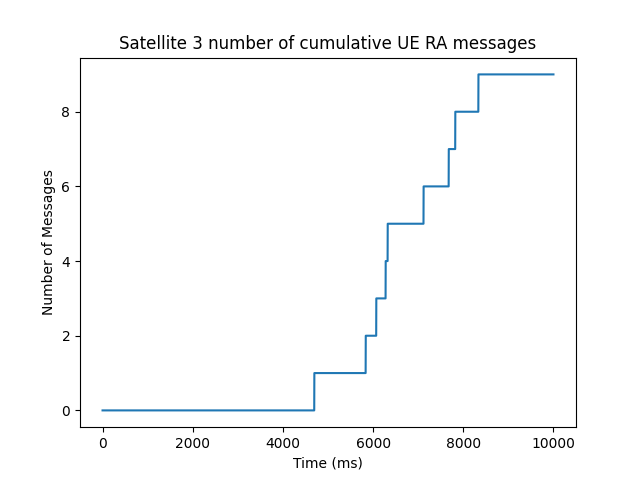 Satellite 3 number of cumulative UE RA messages
Number of Messages
8
6
4
2
0
0 2000 4000 6000 8000 10000
Time (ms)